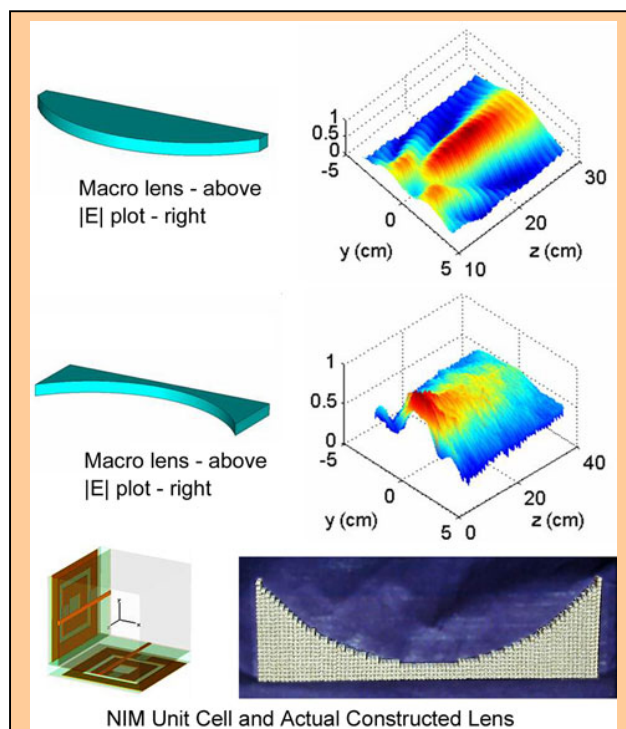 Macro lens - above
|E| plot - right
1
0.5
0
-5
0
5
y (cm)
10
20
30
z (cm)
Macro lens - above
|E| plot - right
1
0.5
0
-5
0
5
y (cm)
0
20
40
z (cm)
NIM Unit Cell and Actual Constructed Lens